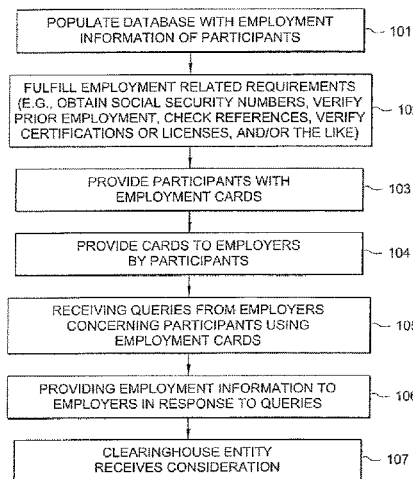 POPULATE DATABASE WITH EMPLOYMENT
INFORMATION OF PARTICIPANTS
101
FULFILL EMPLOYMENT RELATED REQUIREMENTS
(E.G., OBTAIN SOCIAL SECURITY NUMBERS, VERIFY
PRIOR EMPLOYMENT, CHECK REFERENCES, VERIFY
CERTIFICATIONS OR LICENSES, AND/OR THE LIKE)
102
PROVIDE PARTICIPANTS WITH
EMPLOYMENT CARDS
103
PROVIDE CARDS TO EMPLOYERS
BY PARTICIPANTS
104
RECEIVING QUERIES FROM EMPLOYERS
CONCERNING PARTICIPANTS USING
EMPLOYMENT CARDS
105
PROVIDING EMPLOYMENT INFORMATION TO
EMPLOYERS IN RESPONSE TO QUERIES
106
CLEARINGHOUSE ENTITY
RECEIVES CONSIDERATION
107